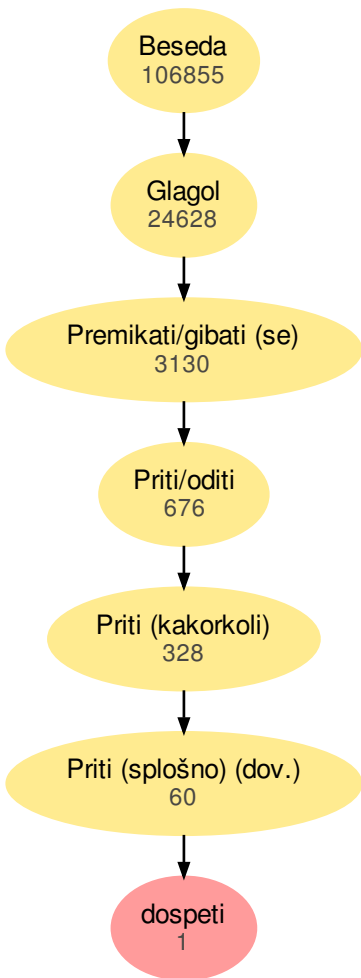 Beseda
106855
Glagol
24628
Premikati/gibati (se)
3130
Priti/oditi
676
Priti (kakorkoli)
328
Priti (splošno) (dov.)
60
dospeti
1